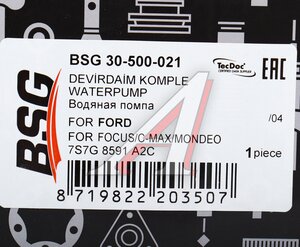 BSG
BSG 30-500-021
TecDoc
EAC
DEVİRDAİM KOMPLE
WATERPUMP
Водяная помпа
/04
FOR FORD
FOR FOCUS/C-MAX/MONDEO
7S7G 8591 A2C
1 piece
8 719822 203507